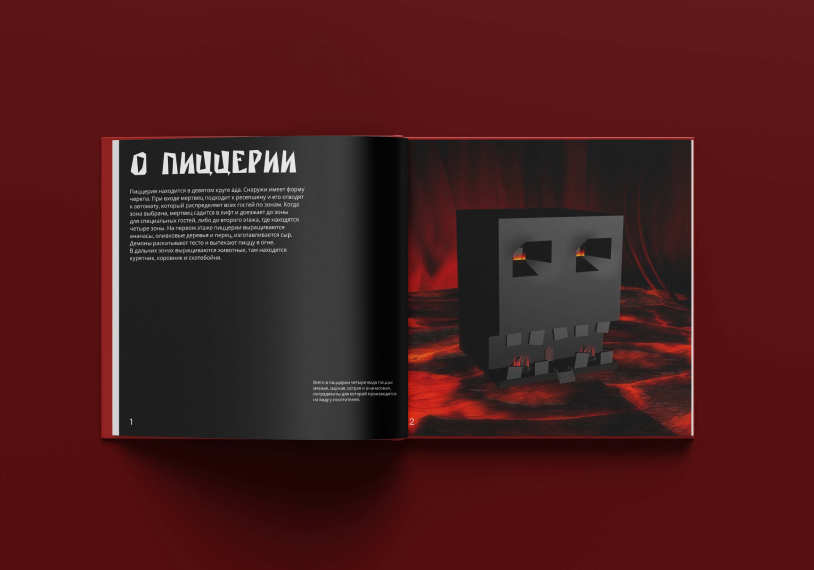 О ПИЦЦЕРИИ
Пиццерия находится в девятом круге ада. Снаружи имеет форму
черепа. При входе мертвец подходит к ресепшену и его отводят
к автомату, который распределяет всех гостей по зонам. Когда
зона выбрана, мертвец садится в лифт и доезжает до зоны
для специальных гостей, либо до второго этажа, где находятся
четыре зоны. На первом этаже пиццерии выращиваются
ананасы, оливковые деревья и перец, изготавливается сыр.
Демоны раскатывают тесто и выпекают пиццу в огне.
В дальних зонах выращиваются животные, там находятся
курятник, коровник и скотобойня.
Всего в пиццерии четыре вида пиццы:
мясная, сырная, острая и ананасовая,
ингредиенты для которой производятся
на виду у посетителей.
1
2